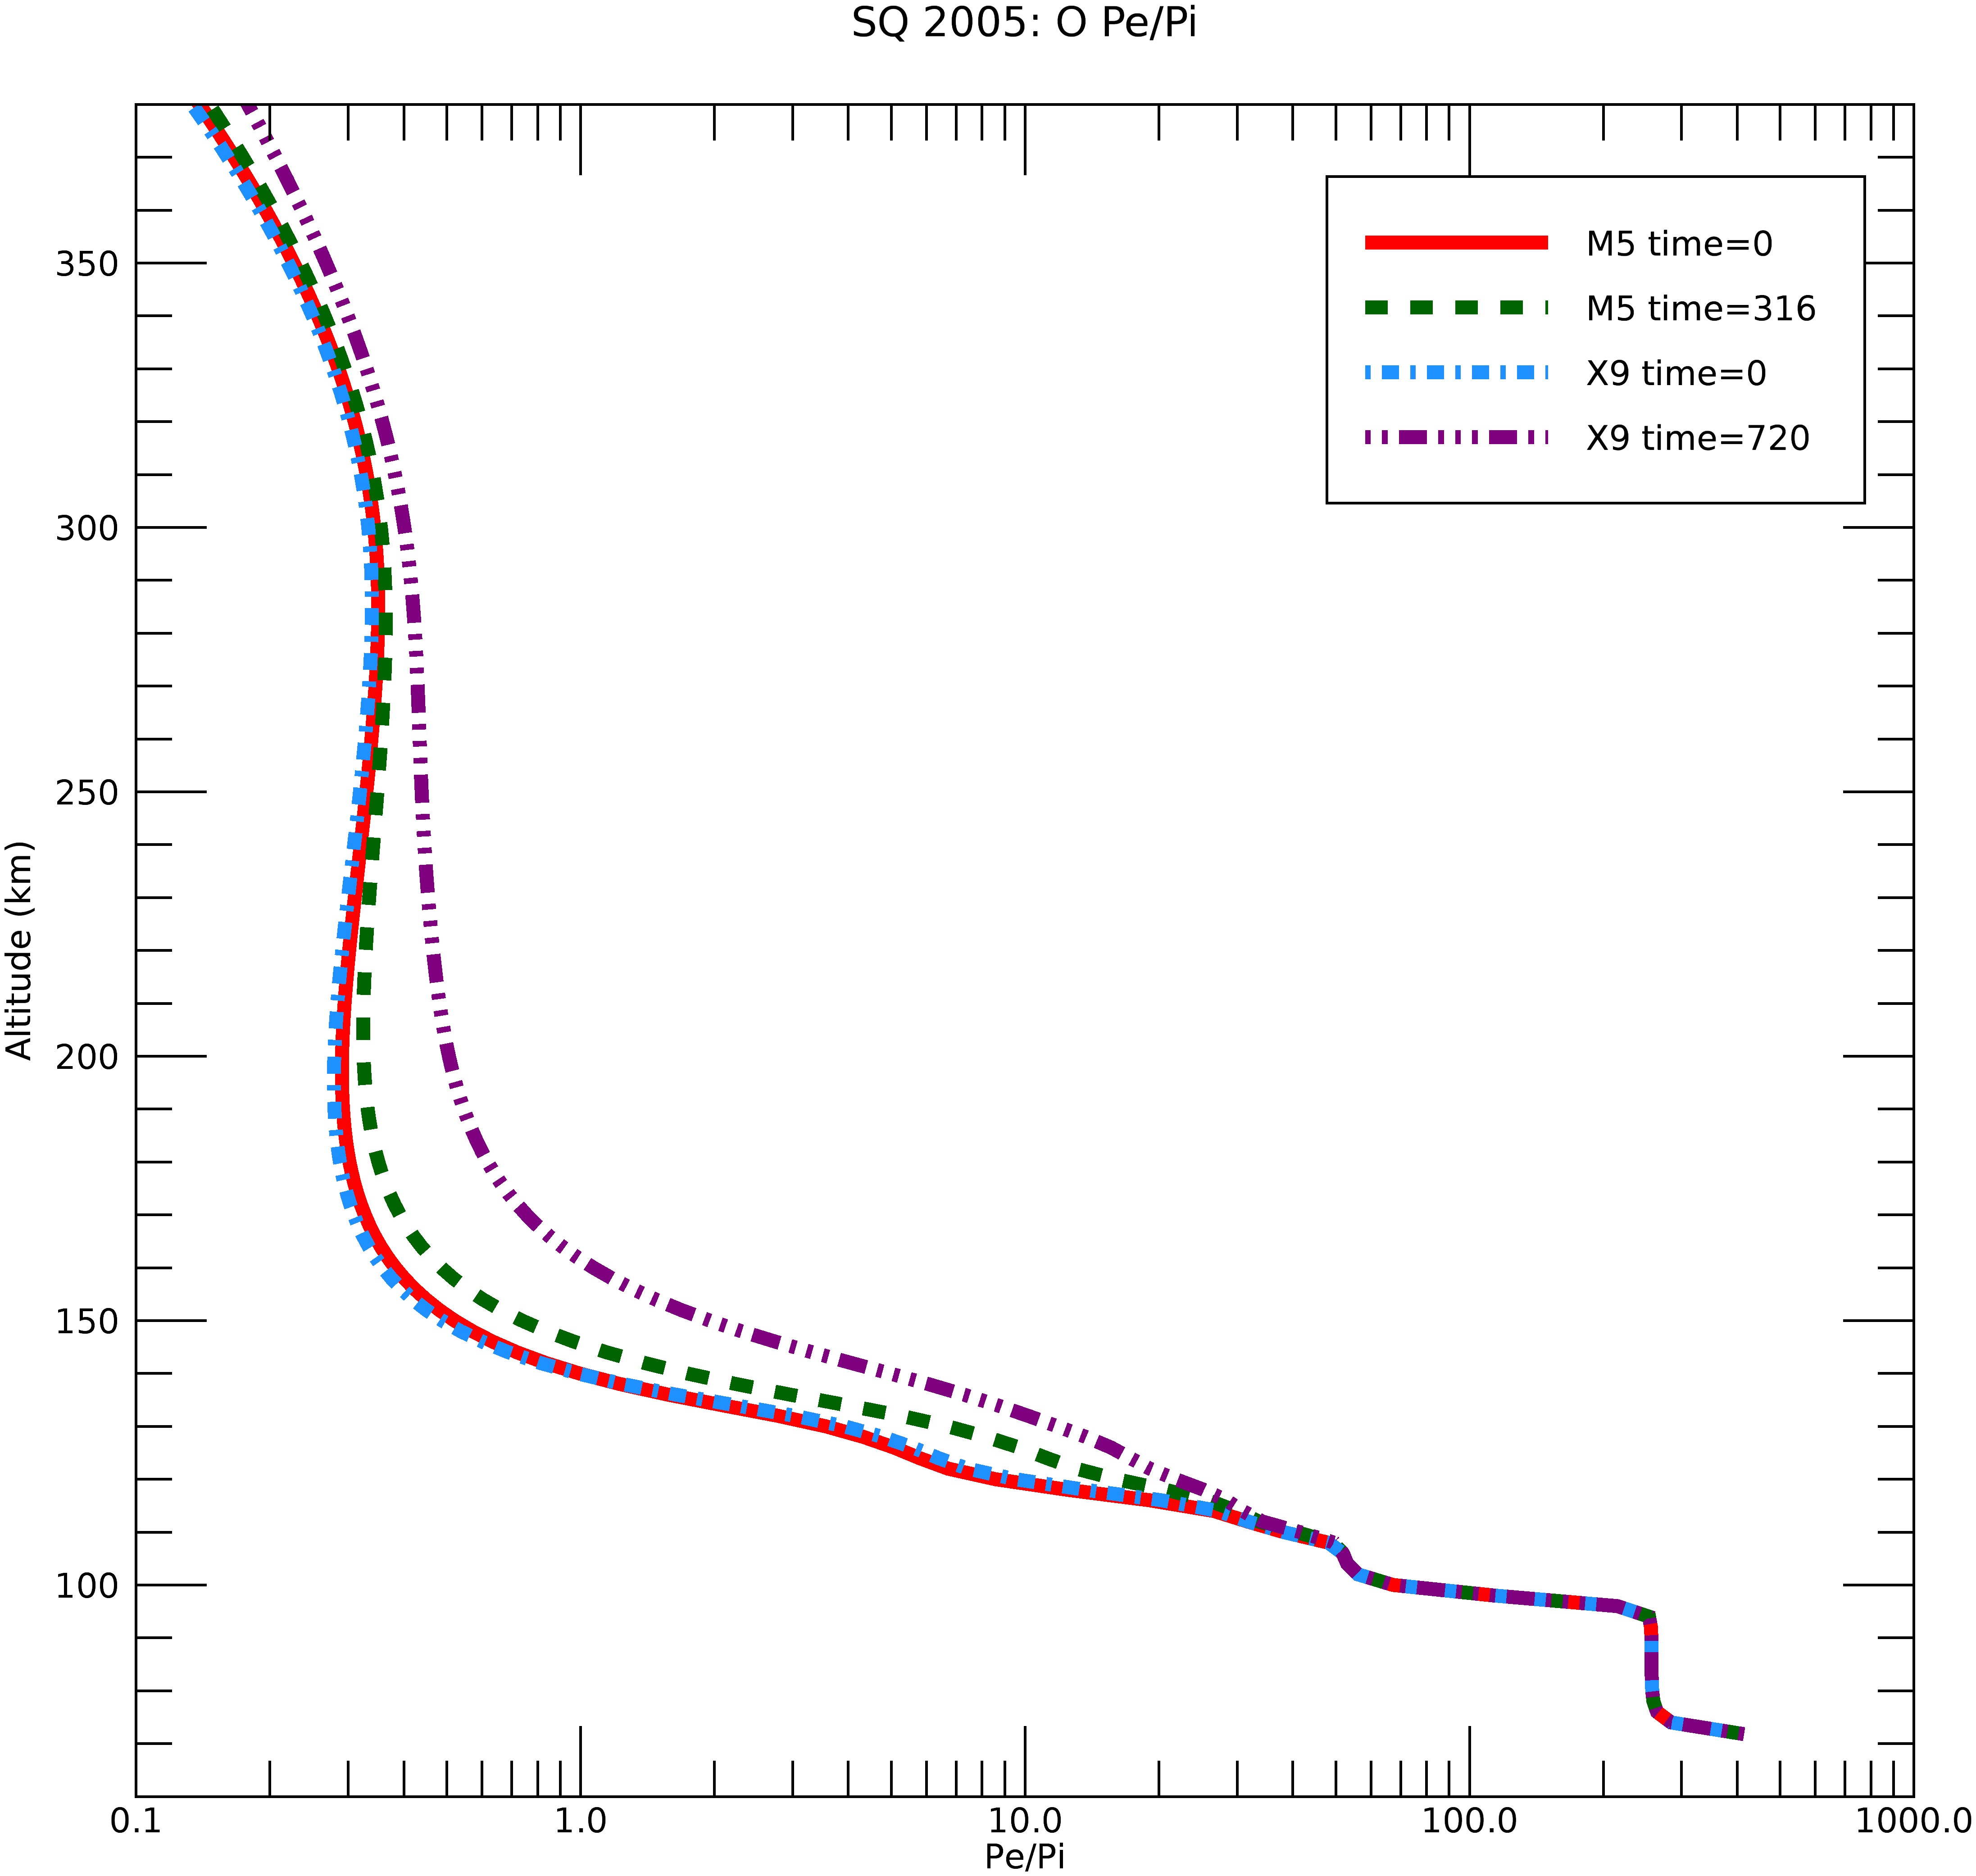 SQ 2005: O Pe/Pi
M5 time=0
M5 time=316
X9 time=0
X9 time=720
Altitude (km)
350
300
250
200
150
100
0.1 1.0 10.0 100.0 1000.0
Pe/Pi